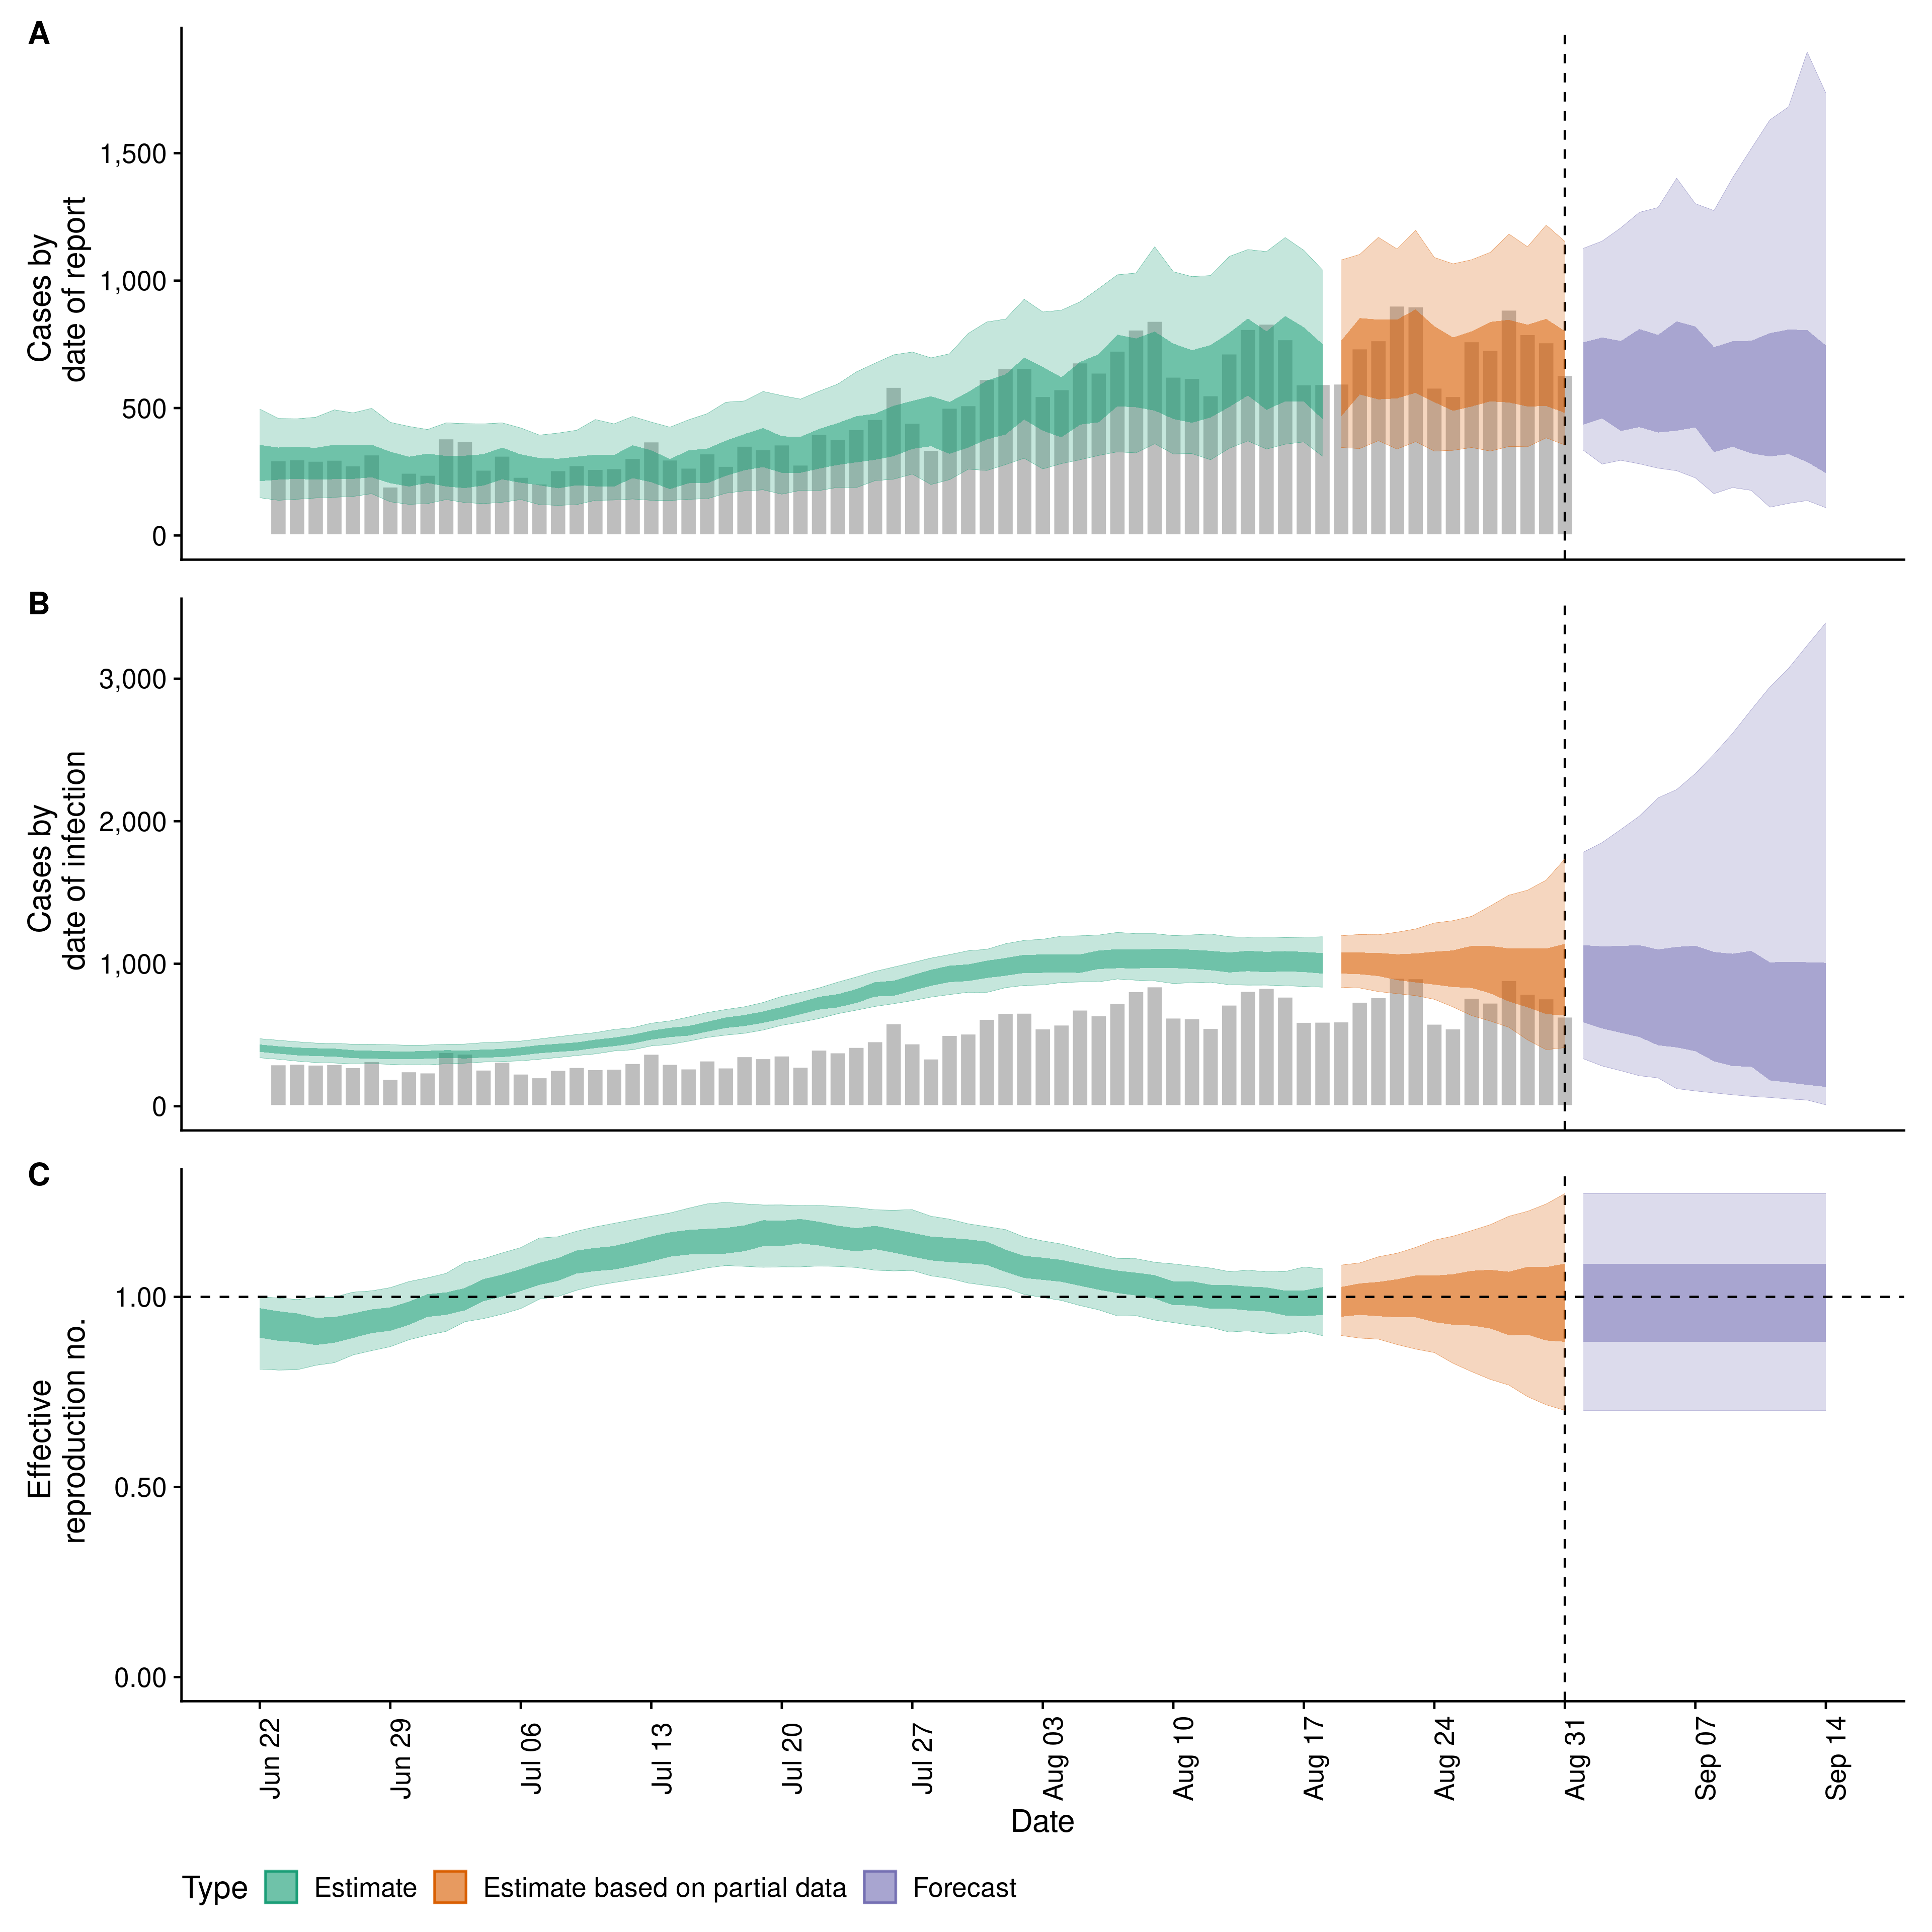 A
Cases by
date of report
1,500
1,000
500
0
B
Cases by
date of infection
3,000
2,000
1,000
0
C
Effective
reproduction no.
1.00
0.50
0.00
Jun 22
Jun 29
Jul 06
Jul 13
Jul 20
Jul 27
Aug 03
Aug 10
Aug 17
Aug 24
Aug 31
Sep 07
Sep 14
Date
Type Estimate Estimate based on partial data Forecast